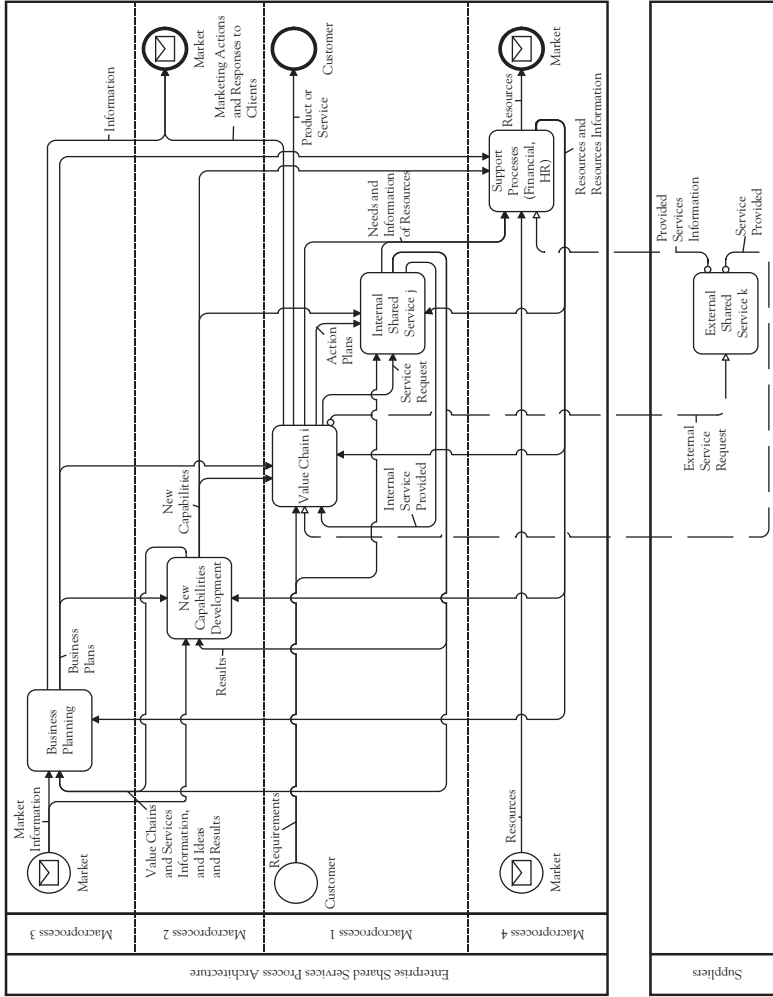 Enterprise Shared Services Process Architecture
Macroprocess 3
Market
Market
Information
Business
Planning
Business
Plans
Information
Macroprocess 2
Value Chains
and Services
Information,
and Ideas
and Results
Results
New
Capabilities
Development
New
Capabilities
Market
Marketing Actions
and Responses to
Clients
Macroprocess 1
Customer
Requirements
Value Chain i
Internal
Service
Provided
Action
Plans
Service
Request
Internal
Shared
Service j
Needs and
Information
of Resources
Product or
Service
Customer
Macroprocess 4
Market
Resources
Support
Processes
(Financial,
HR)
Resources
Market
Resources and
Resources Information
Suppliers
External
Service
Request
External
Shared
Service k
Provided
Services
Information
Service
Provided